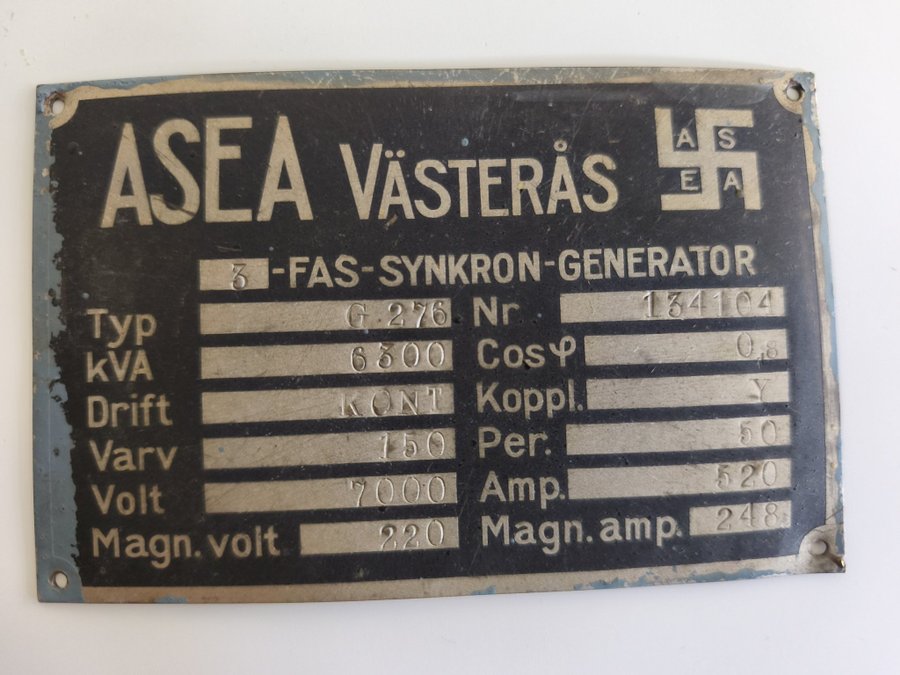 ASEA VÄSTERÅS
A S
E A
3-FAS-SYNKRON-GENERATOR
Typ G.276 Nr 134104
kVA 6300 Cosφ 0,8
Drift KONT Koppl. Y
Varv 150 Per. 50
Volt 7000 Amp. 520
Magn.volt 220 Magn.amp. 248